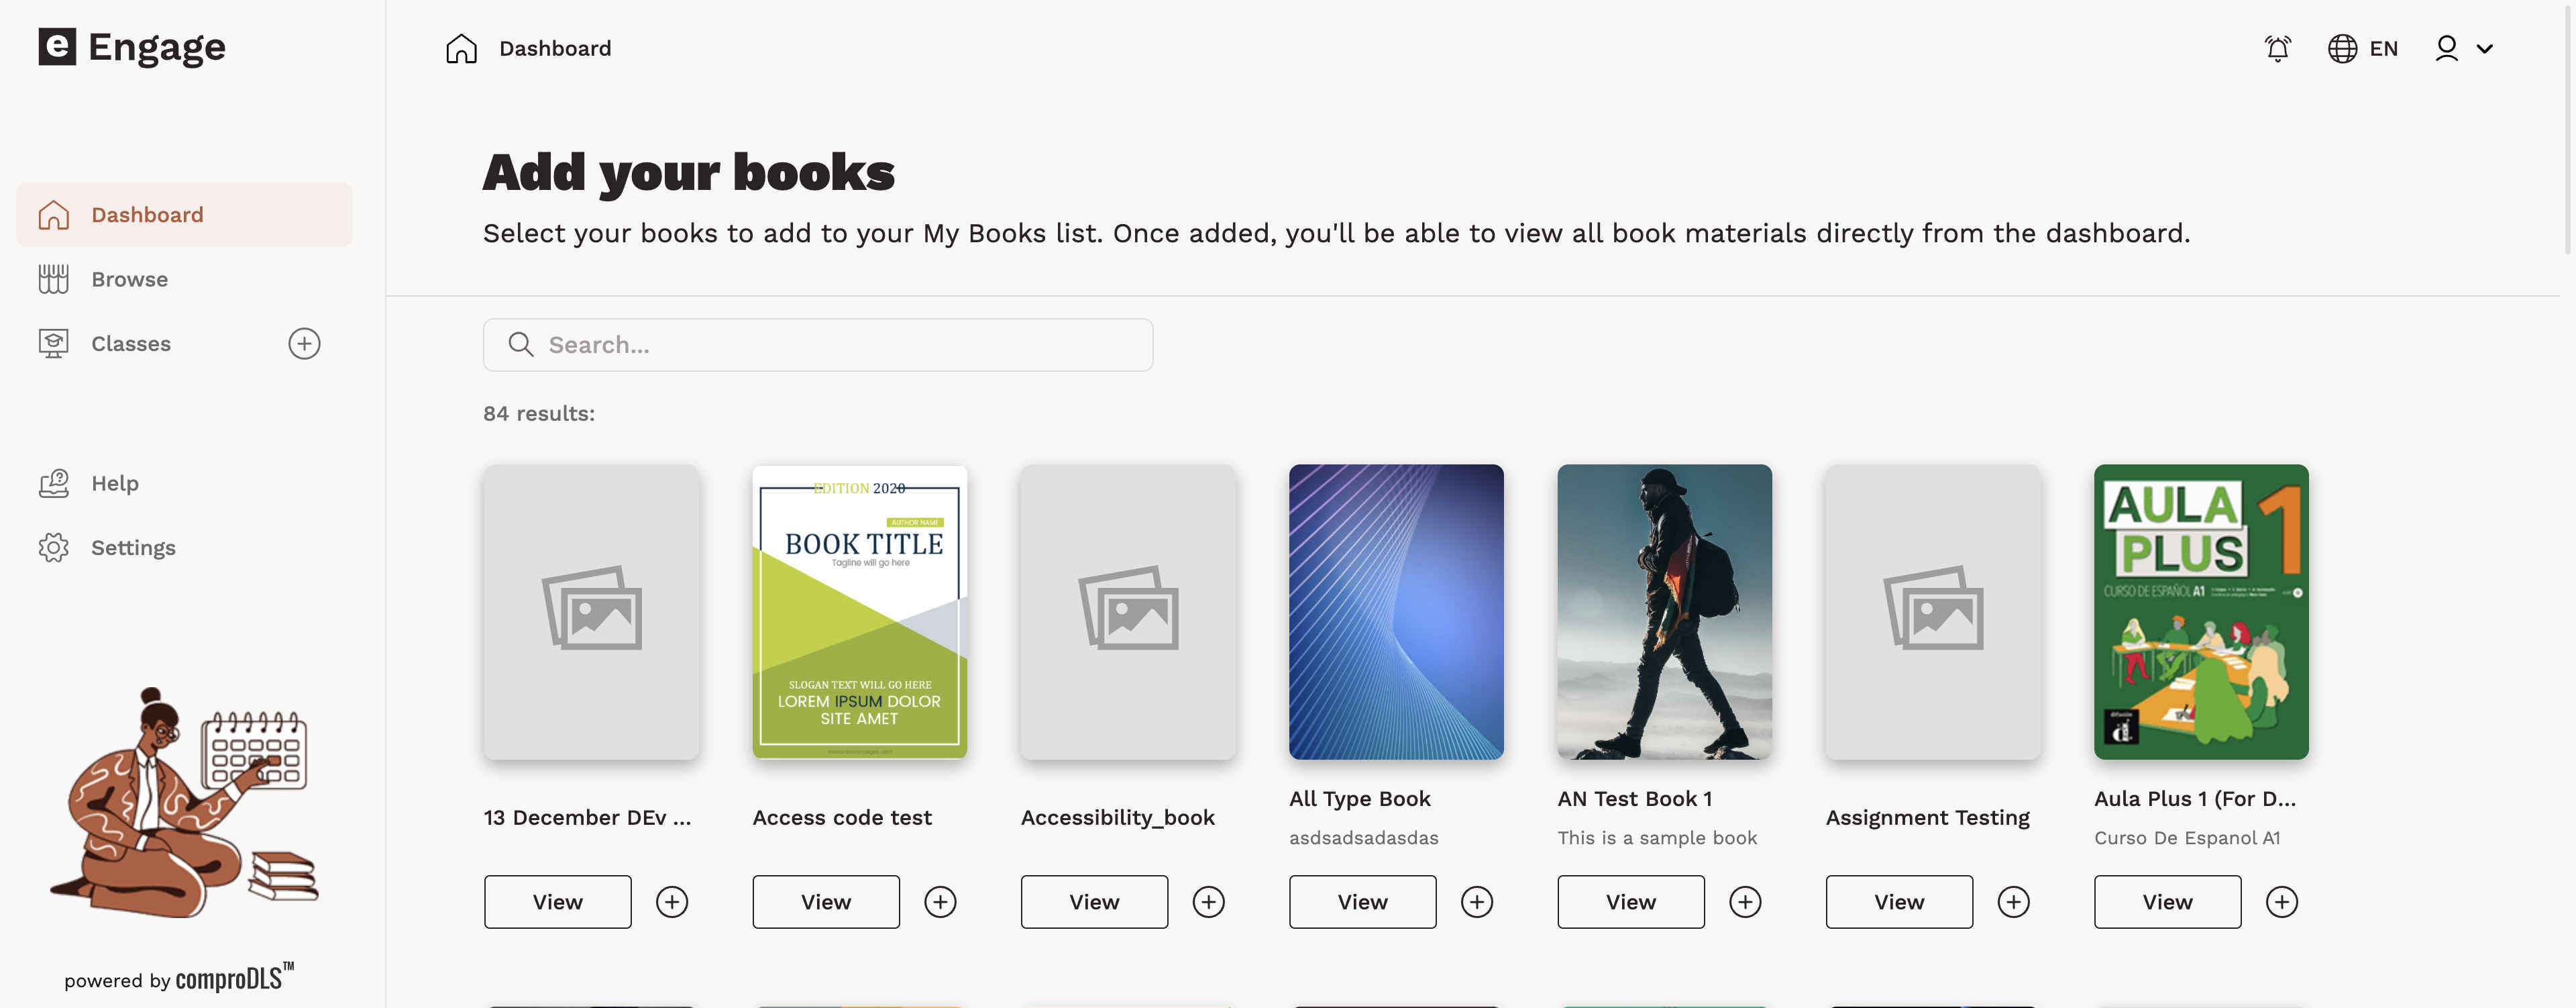 e Engage
Dashboard
EN
Dashboard
Browse
Classes
Help
Settings
powered by comproDLS™
Add your books
Select your books to add to your My Books list. Once added, you'll be able to view all book materials directly from the dashboard.
Search...
84 results:
EDITION 2020
AUTHOR NAME
BOOK TITLE
Tagline will go here
SLOGAN TEXT WILL GO HERE
LOREM IPSUM DOLOR
SITE AMET
AULA
PLUS 1
CURSO DE ESPAÑOL A1
13 December DEv ...
Access code test
Accessibility_book
All Type Book
asdsadsadasdas
AN Test Book 1
This is a sample book
Assignment Testing
Aula Plus 1 (For D...
Curso De Espanol A1
View
View
View
View
View
View
View